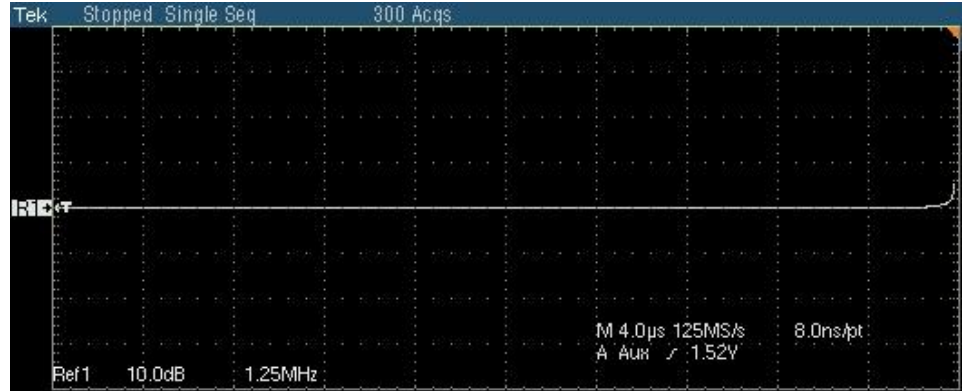 Tek Stopped Single Seq 300 Acqs
R1
T
M 4.0µs 125MS/s 8.0ns/pt
A Aux ⁄ 1.52V
Ref1 10.0dB 1.25MHz